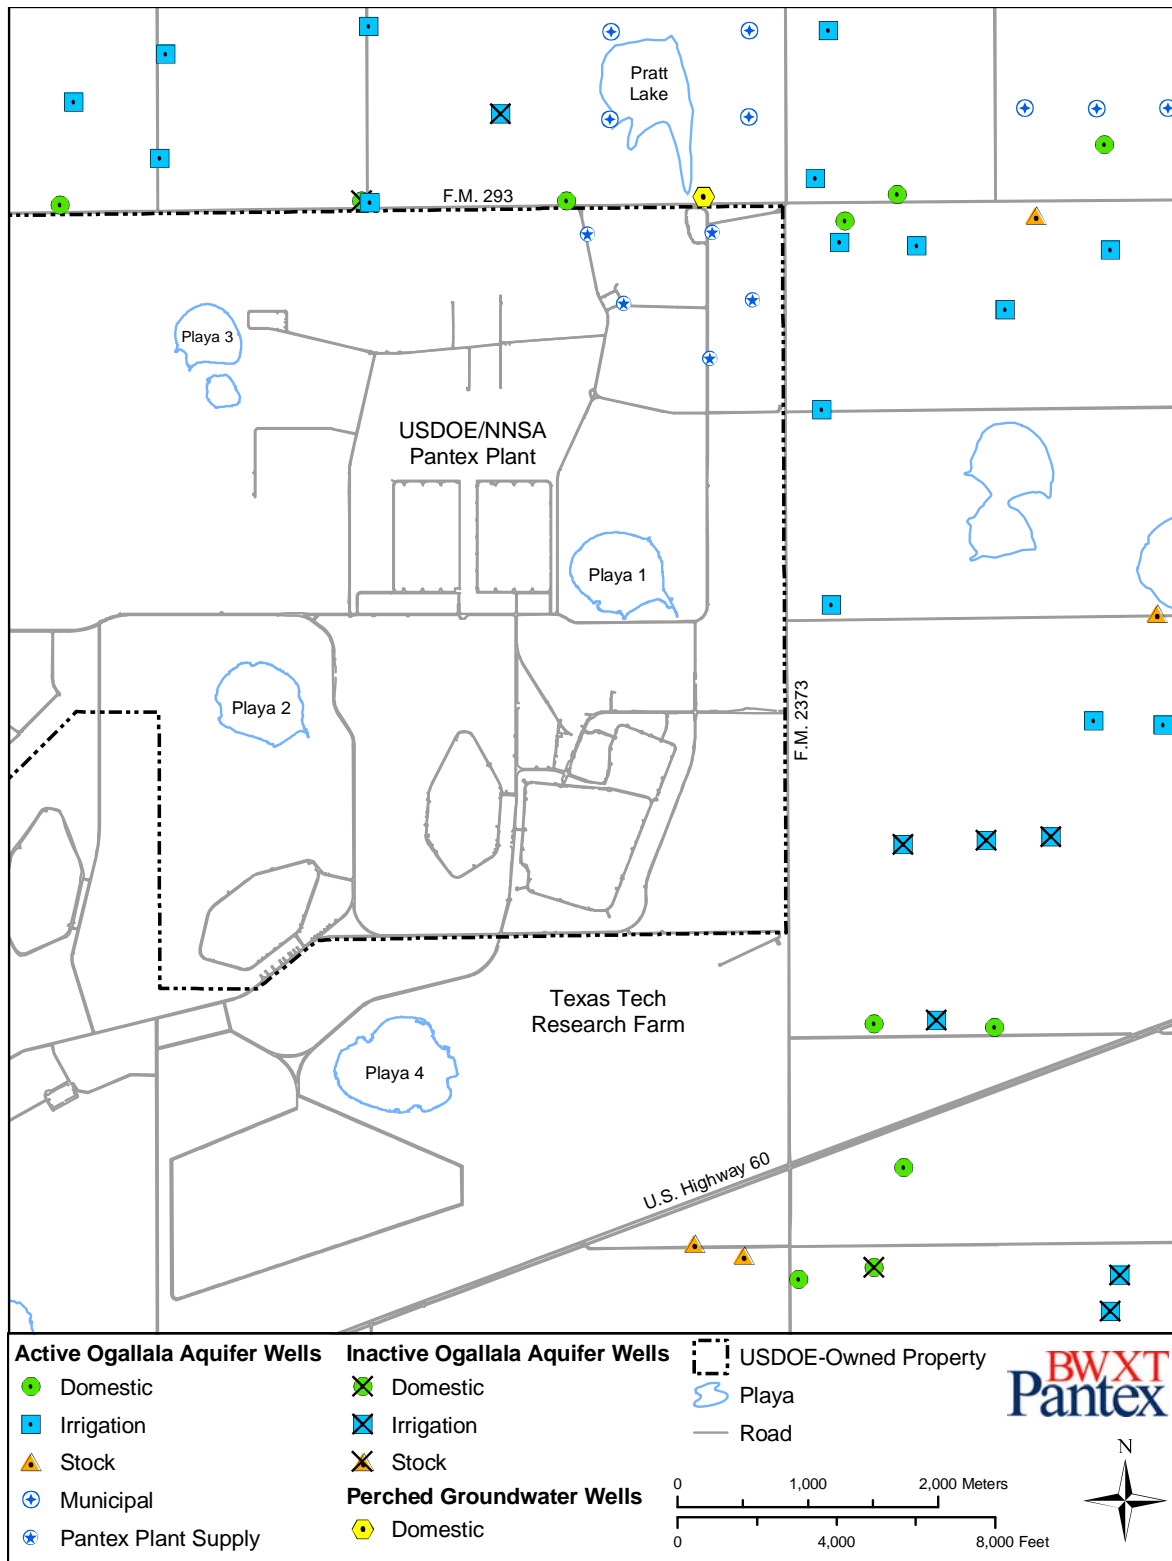 Pratt
Lake
F.M. 293
Playa 3
USDOE/NNSA
Pantex Plant
Playa 1
Playa 2
F.M. 2373
Texas Tech
Research Farm
Playa 4
U.S. Highway 60
Active Ogallala Aquifer Wells
Domestic
Irrigation
Stock
Municipal
Pantex Plant Supply
Inactive Ogallala Aquifer Wells
Domestic
Irrigation
Stock
Perched Groundwater Wells
Domestic
USDOE-Owned Property
Playa
Road
BWXT
Pantex
N
0 1,000 2,000 Meters
0 4,000 8,000 Feet